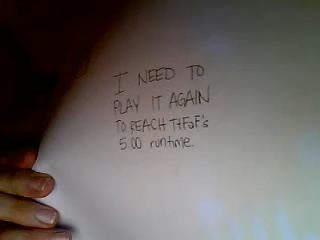 I NEED TO
PLAY IT AGAIN
TO REACH TTFAF's
5:00 runtime.